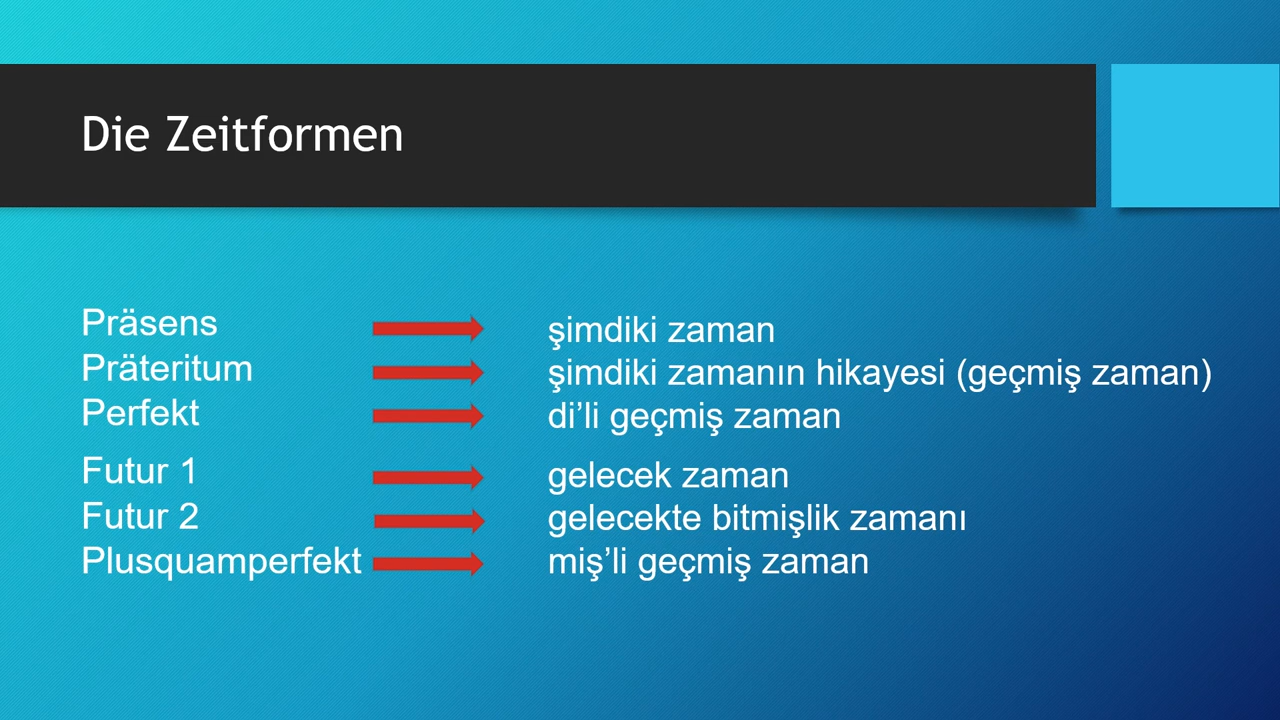 Die Zeitformen
Präsens şimdiki zaman
Präteritum şimdiki zamanın hikayesi (geçmiş zaman)
Perfekt di’li geçmiş zaman
Futur 1 gelecek zaman
Futur 2 gelecekte bitmişlik zamanı
Plusquamperfekt miş’li geçmiş zaman